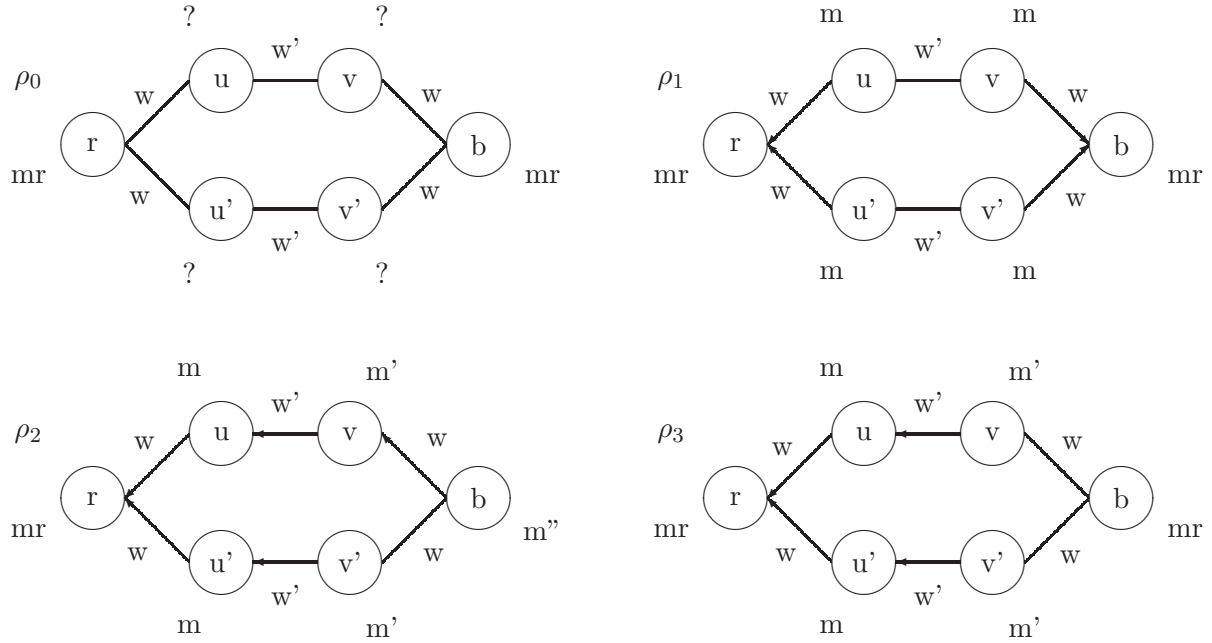 ? ? m m
w' w'
ρ0 u v ρ1 u v
w w w w
r b r b
mr w w mr mr w w mr
u' v' u' v'
w' w'
? ? m m
m m' m m'
w' w'
ρ2 u v ρ3 u v
w w w w
r b r b
mr w w m" mr w w mr
u' v' u' v'
w' w'
m m' m m'